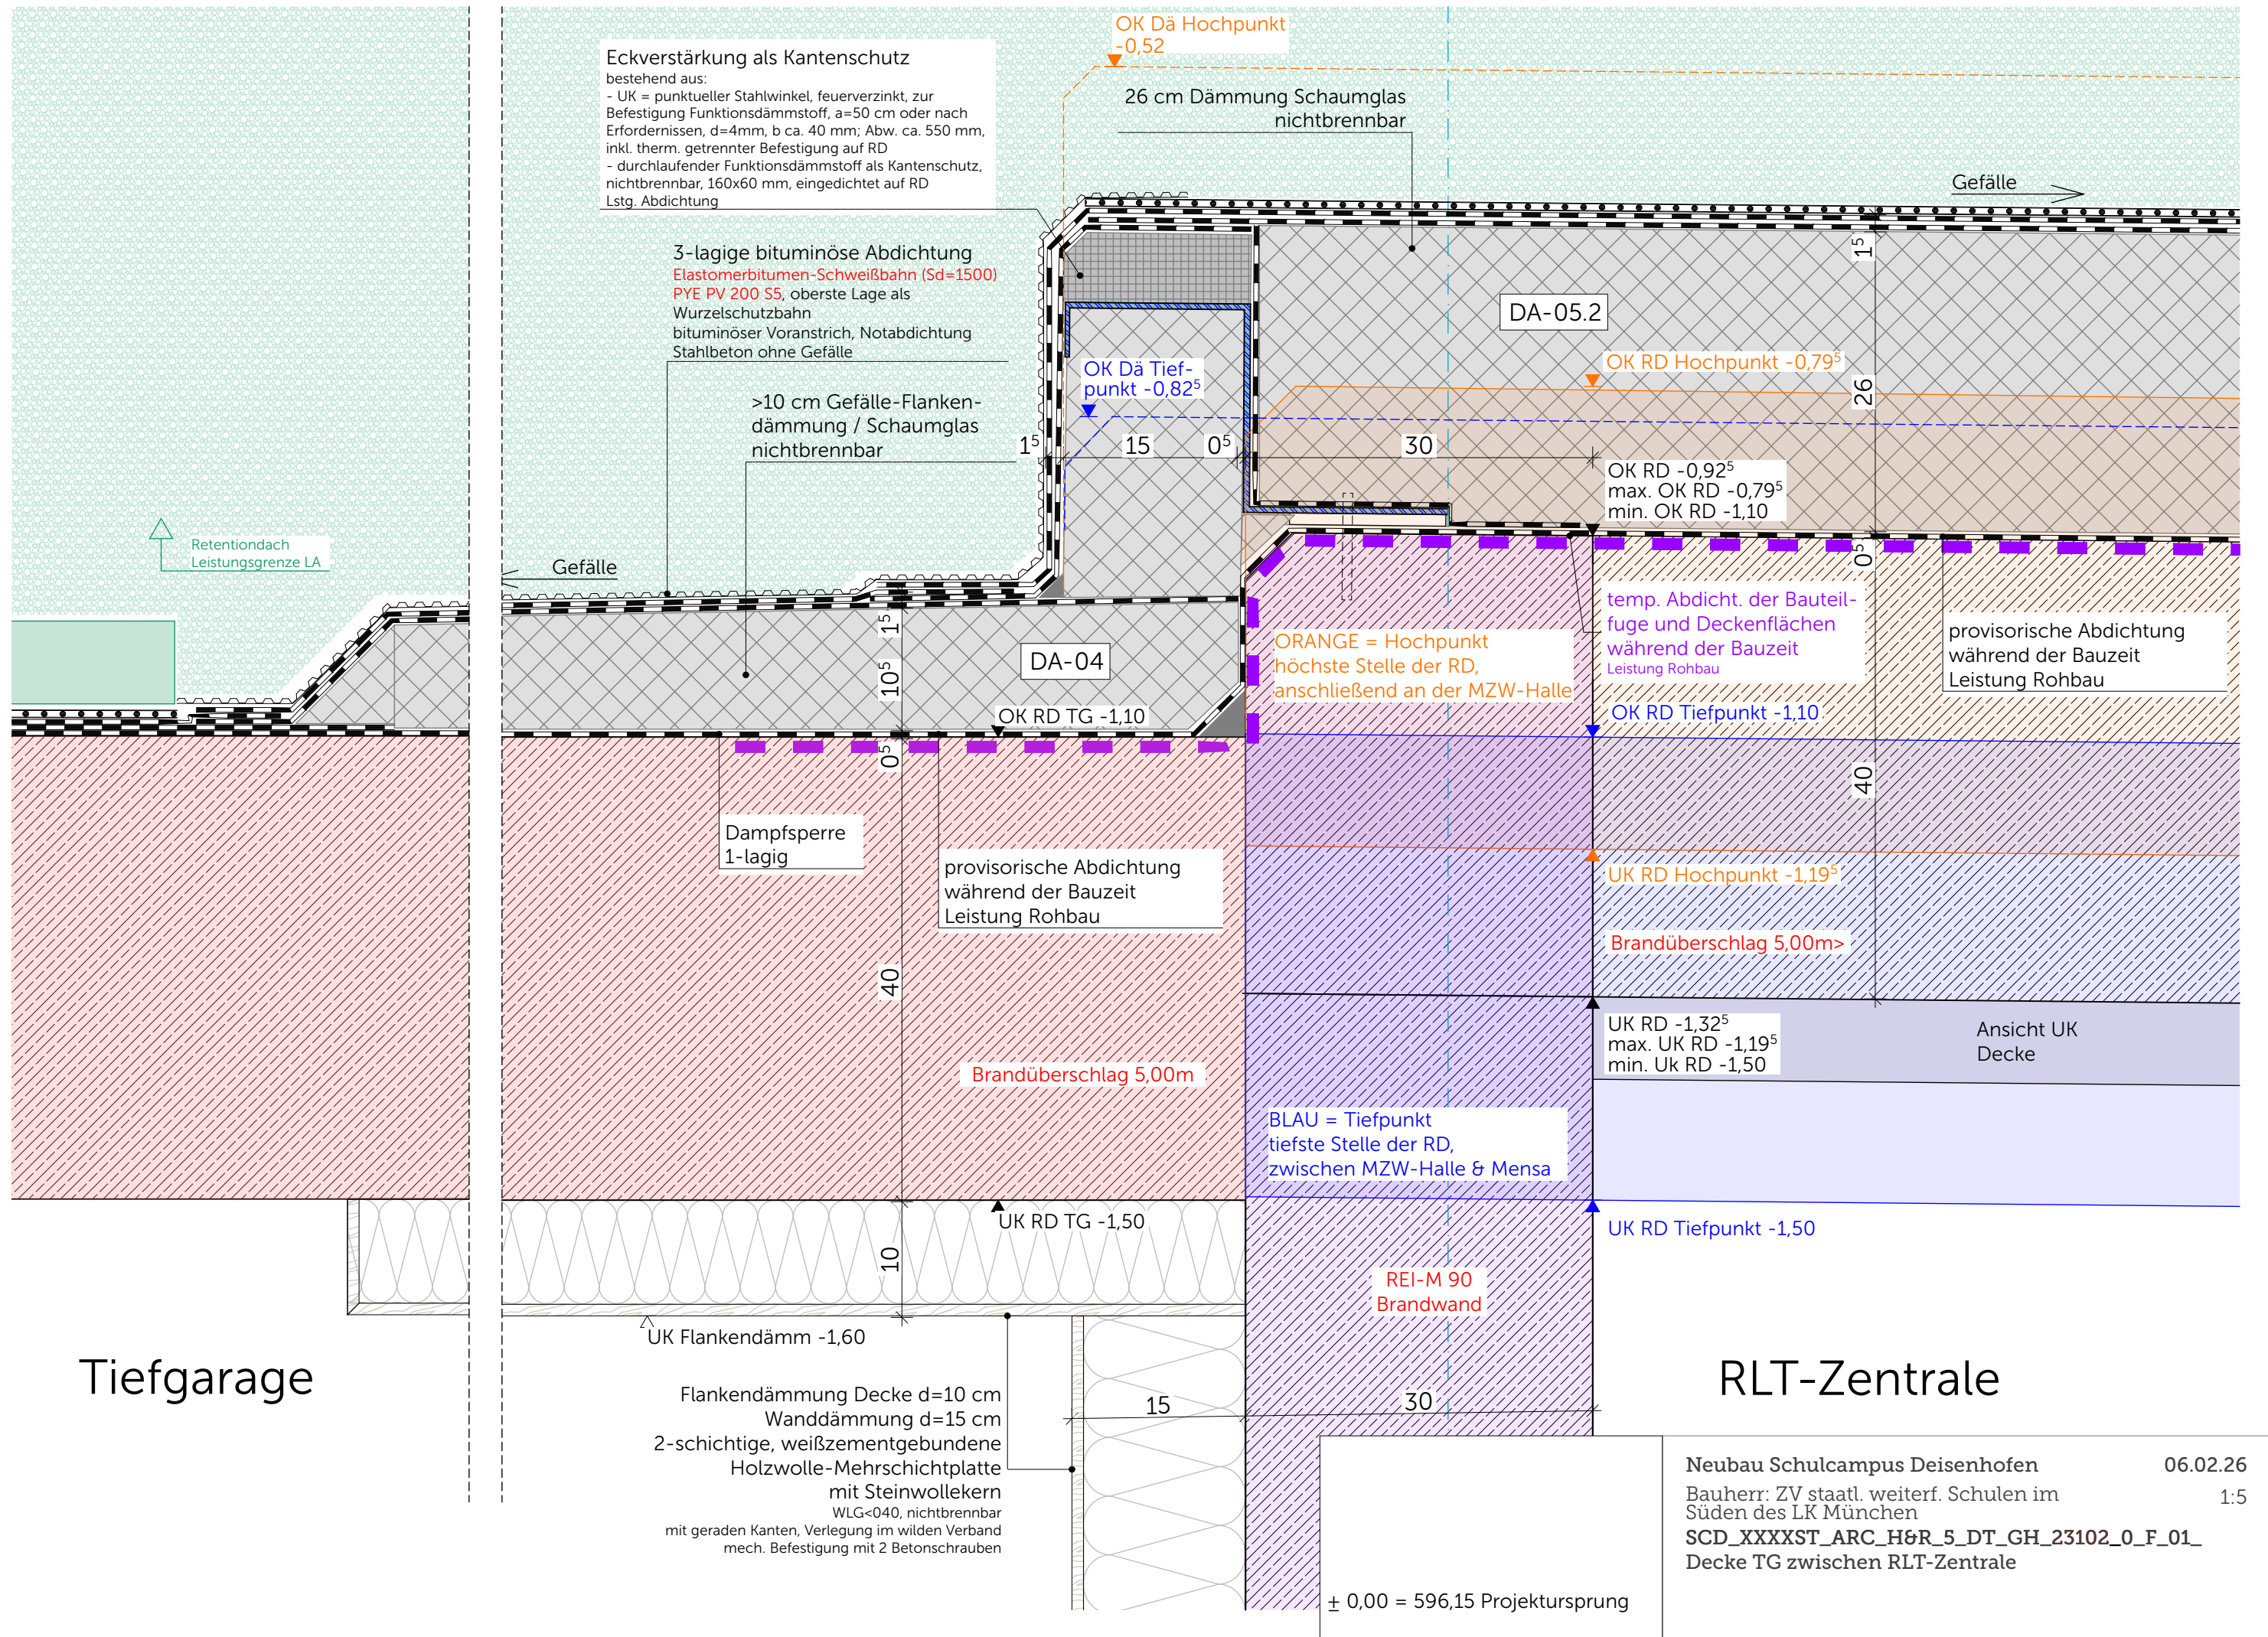 OK Dä Hochpunkt
-0,52
Eckverstärkung als Kantenschutz
bestehend aus:
- UK = punktueller Stahlwinkel, feuerverzinkt, zur
Befestigung Funktionsdämmstoff, a=50 cm oder nach
Erfordernissen, d=4mm, b ca. 40 mm; Abw. ca. 550 mm,
inkl. therm. getrennter Befestigung auf RD
- durchlaufender Funktionsdämmstoff als Kantenschutz,
nichtbrennbar, 160x60 mm, eingedichtet auf RD
Lstg. Abdichtung
26 cm Dämmung Schaumglas
nichtbrennbar
Gefälle
3-lagige bituminöse Abdichtung
Elastomerbitumen-Schweißbahn (Sd=1500)
PYE PV 200 S5, oberste Lage als
Wurzelschutzbahn
bituminöser Voranstrich, Notabdichtung
Stahlbeton ohne Gefälle
1⁵
DA-05.2
OK Dä Tief-
punkt -0,82⁵
OK RD Hochpunkt -0,79⁵
26
>10 cm Gefälle-Flanken-
dämmung / Schaumglas
nichtbrennbar
1⁵
15
0⁵
30
OK RD -0,92⁵
max. OK RD -0,79⁵
min. OK RD -1,10
Retentiondach
Leistungsgrenze LA
Gefälle
0⁵
1⁵
temp. Abdicht. der Bauteil-
fuge und Deckenflächen
während der Bauzeit
Leistung Rohbau
provisorische Abdichtung
während der Bauzeit
Leistung Rohbau
ORANGE = Hochpunkt
höchste Stelle der RD,
anschließend an der MZW-Halle
DA-04
10⁵
OK RD TG -1,10
OK RD Tiefpunkt -1,10
0⁵
40
Dampfsperre
1-lagig
provisorische Abdichtung
während der Bauzeit
Leistung Rohbau
UK RD Hochpunkt -1,19⁵
Brandüberschlag 5,00m>
40
UK RD -1,32⁵
max. UK RD -1,19⁵
min. Uk RD -1,50
Ansicht UK
Decke
Brandüberschlag 5,00m
BLAU = Tiefpunkt
tiefste Stelle der RD,
zwischen MZW-Halle & Mensa
UK RD TG -1,50
UK RD Tiefpunkt -1,50
10
REI-M 90
Brandwand
UK Flankendämm -1,60
Tiefgarage
RLT-Zentrale
Flankendämmung Decke d=10 cm
Wanddämmung d=15 cm
2-schichtige, weißzementgebundene
Holzwolle-Mehrschichtplatte
mit Steinwollekern
WLG<040, nichtbrennbar
mit geraden Kanten, Verlegung im wilden Verband
mech. Befestigung mit 2 Betonschrauben
15
30
Neubau Schulcampus Deisenhofen
06.02.26
Bauherr: ZV staatl. weiterf. Schulen im
Süden des LK München
1:5
SCD_XXXXST_ARC_H&R_5_DT_GH_23102_0_F_01_
Decke TG zwischen RLT-Zentrale
± 0,00 = 596,15 Projektursprung